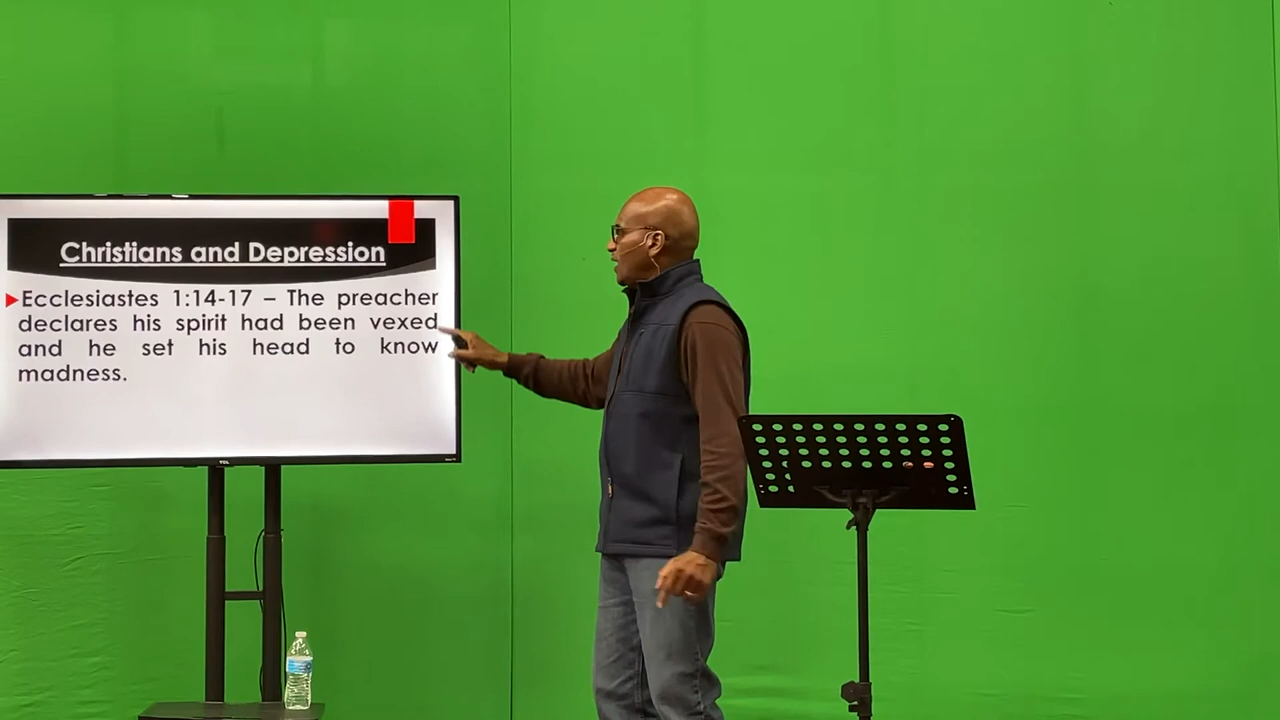 Christians and Depression
Ecclesiastes 1:14-17 – The preacher
declares his spirit had been vexed
and he set his head to know
madness.
TCL